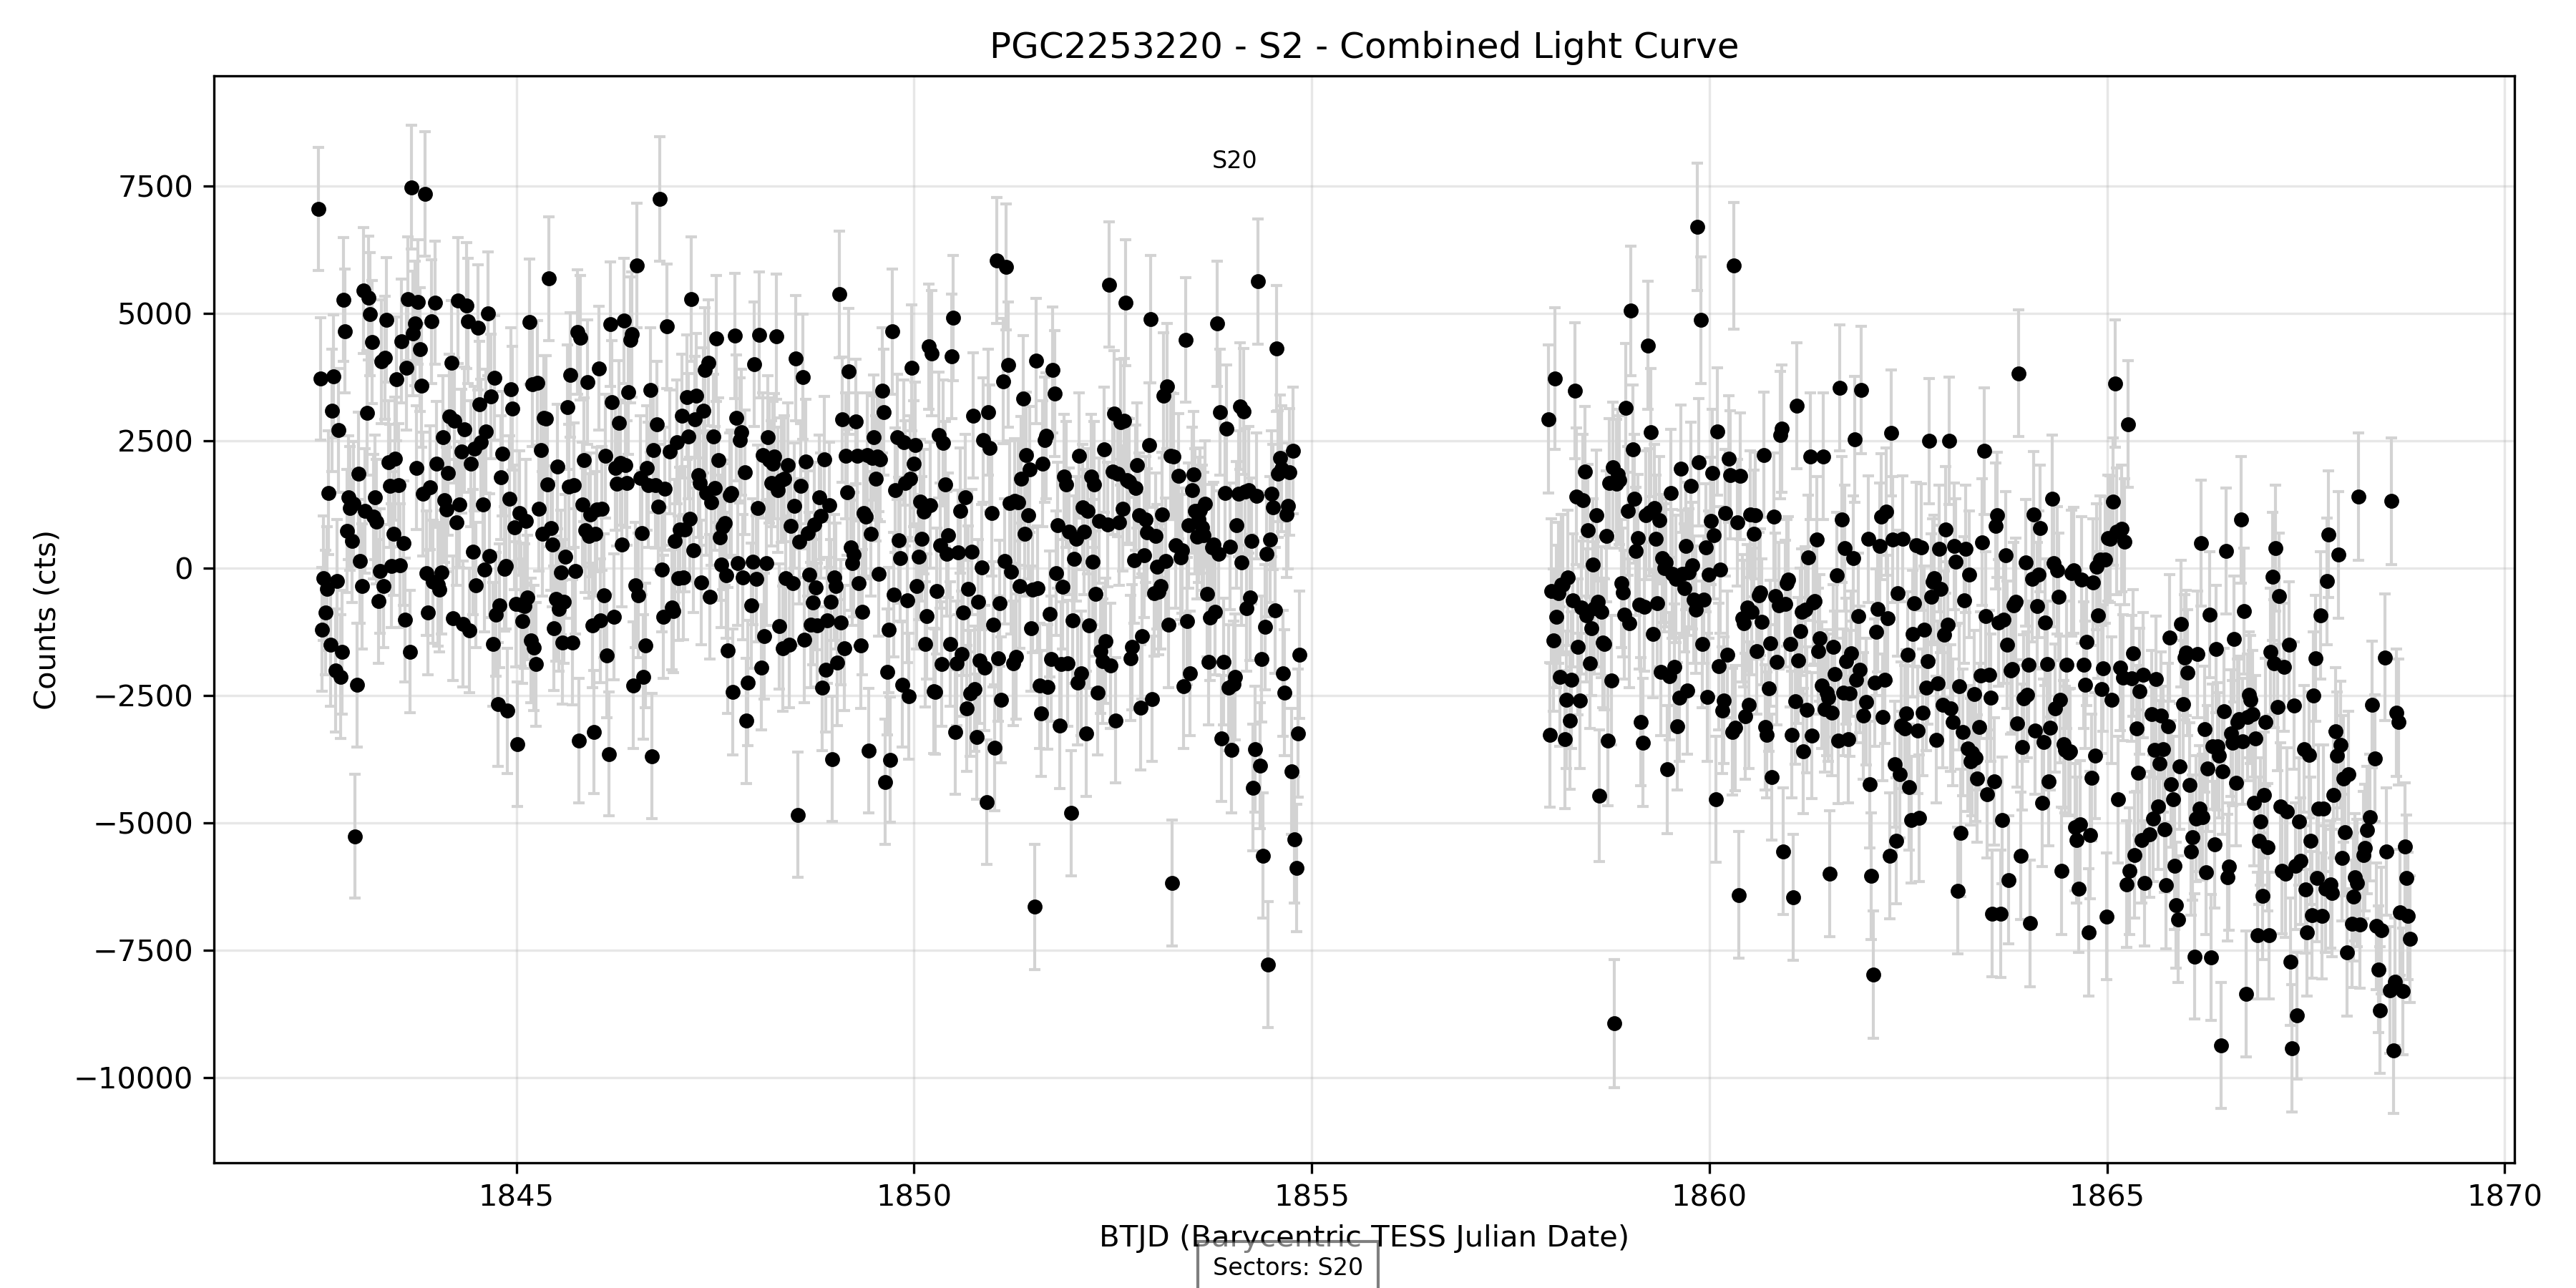 PGC2253220 - S2 - Combined Light Curve
S20
7500
5000
2500
0
−2500
−5000
−7500
−10000
Counts (cts)
1845
1850
1855
1860
1865
1870
BTJD (Barycentric TESS Julian Date)
Sectors: S20